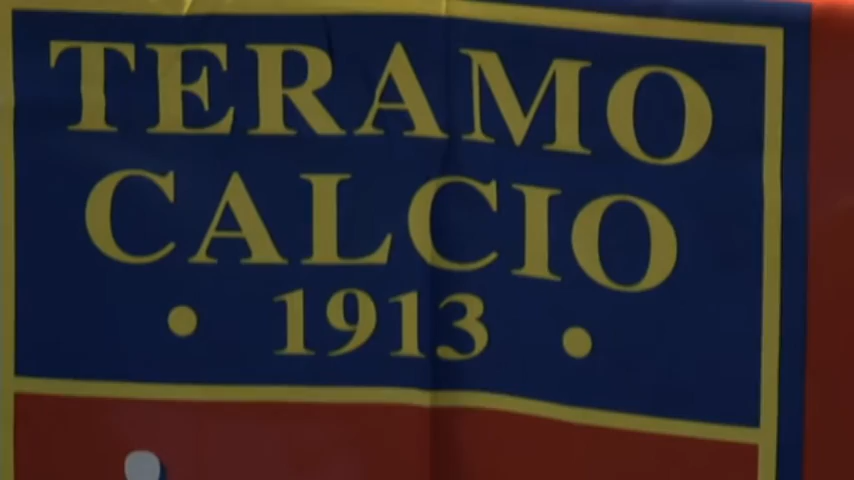 TERAMO
CALCIO
• 1913 •